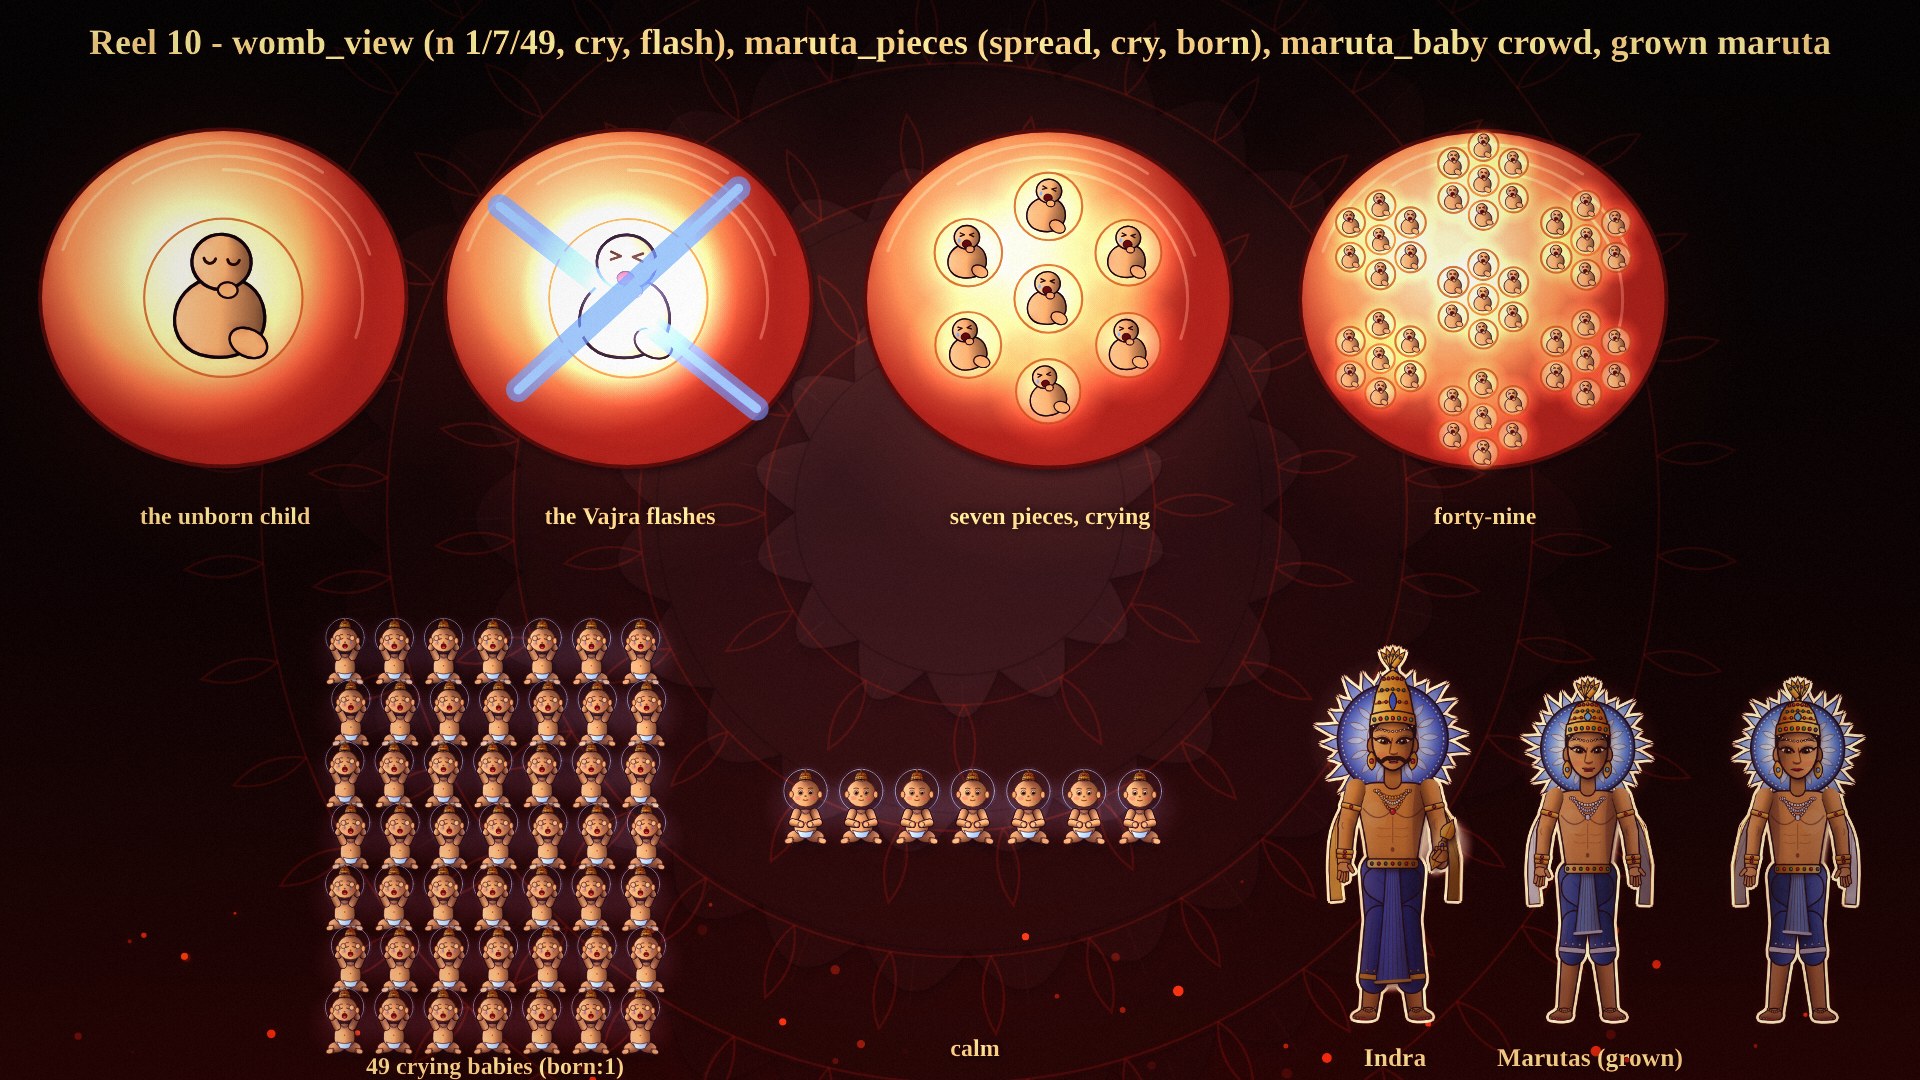 Reel 10 - womb_view (n 1/7/49, cry, flash), maruta_pieces (spread, cry, born), maruta_baby crowd, grown maruta
the unborn child
the Vajra flashes
seven pieces, crying
forty-nine
49 crying babies (born:1)
calm
Indra
Marutas (grown)